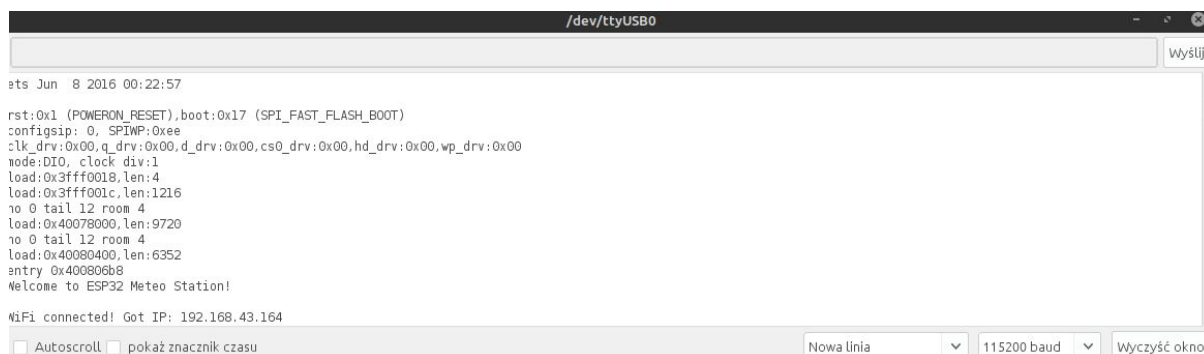 /dev/ttyUSB0
Wyślij
ets Jun 8 2016 00:22:57
rst:0x1 (POWERON_RESET),boot:0x17 (SPI_FAST_FLASH_BOOT)
configsip: 0, SPIWP:0xee
clk_drv:0x00,q_drv:0x00,d_drv:0x00,cs0_drv:0x00,hd_drv:0x00,wp_drv:0x00
mode:DIO, clock div:1
load:0x3fff0018,len:4
load:0x3fff001c,len:1216
ho 0 tail 12 room 4
load:0x40078000,len:9720
ho 0 tail 12 room 4
load:0x40080400,len:6352
entry 0x400806b8
Welcome to ESP32 Meteo Station!
WiFi connected! Got IP: 192.168.43.164
Autoscroll pokaż znacznik czasu Nowa linia 115200 baud Wyczyść okno